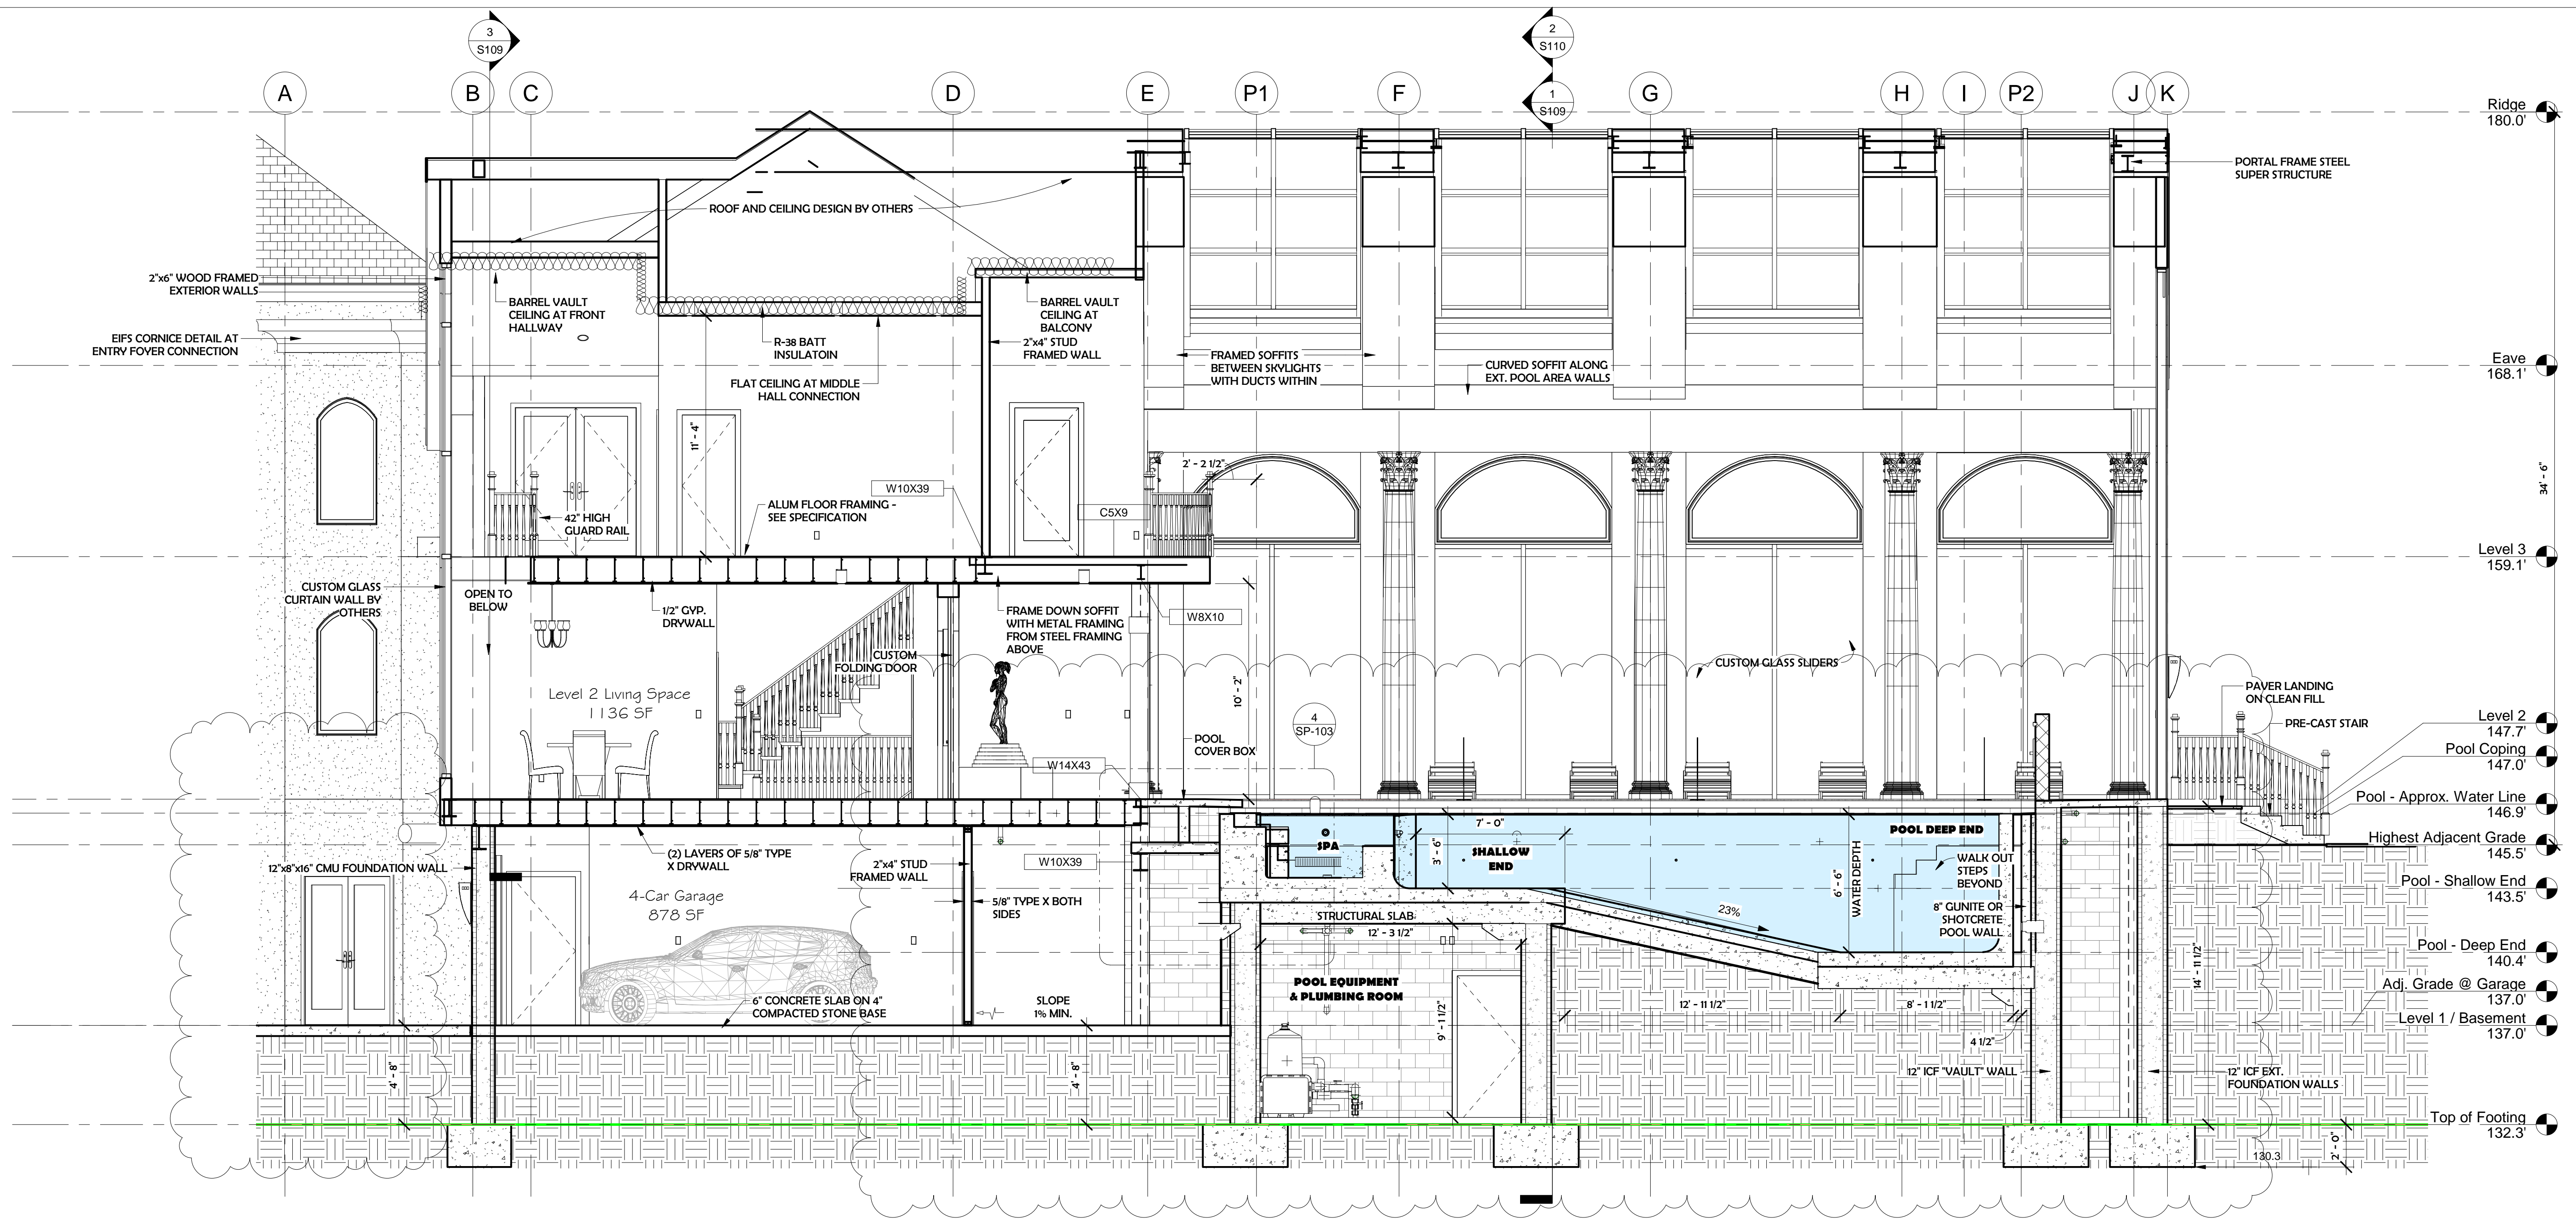 3
S109
2
S110
1
S109
A
B
C
D
E
P1
F
G
H
I
P2
J
K
Ridge
180.0'
PORTAL FRAME STEEL
SUPER STRUCTURE
ROOF AND CEILING DESIGN BY OTHERS
2"x6" WOOD FRAMED
EXTERIOR WALLS
EIFS CORNICE DETAIL AT
ENTRY FOYER CONNECTION
BARREL VAULT
CEILING AT FRONT
HALLWAY
R-38 BATT
INSULATOIN
FLAT CEILING AT MIDDLE
HALL CONNECTION
BARREL VAULT
CEILING AT
BALCONY
2"x4" STUD
FRAMED WALL
FRAMED SOFFITS
BETWEEN SKYLIGHTS
WITH DUCTS WITHIN
CURVED SOFFIT ALONG
EXT. POOL AREA WALLS
Eave
168.1'
11' - 4"
2' - 2 1/2"
W10X39
C5X9
34' - 6"
42" HIGH
GUARD RAIL
ALUM FLOOR FRAMING -
SEE SPECIFICATION
Level 3
159.1'
CUSTOM GLASS
CURTAIN WALL BY
OTHERS
OPEN TO
BELOW
1/2" GYP.
DRYWALL
FRAME DOWN SOFFIT
WITH METAL FRAMING
FROM STEEL FRAMING
ABOVE
W8X10
CUSTOM
FOLDING DOOR
CUSTOM GLASS SLIDERS
Level 2 Living Space
1136 SF
10' - 2"
4
SP-103
POOL
COVER BOX
W14X43
PAVER LANDING
ON CLEAN FILL
PRE-CAST STAIR
Level 2
147.7'
Pool Coping
147.0'
Pool - Approx. Water Line
146.9'
Highest Adjacent Grade
145.5'
Pool - Shallow End
143.5'
Pool - Deep End
140.4'
Adj. Grade @ Garage
137.0'
Level 1 / Basement
137.0'
Top of Footing
132.3'
12"x8"x16" CMU FOUNDATION WALL
(2) LAYERS OF 5/8" TYPE
X DRYWALL
2"x4" STUD
FRAMED WALL
W10X39
4-Car Garage
878 SF
5/8" TYPE X BOTH
SIDES
SPA
3' - 6"
7' - 0"
SHALLOW
END
POOL DEEP END
WALK OUT
STEPS
BEYOND
6' - 6"
WATER DEPTH
8" GUNITE OR
SHOTCRETE
POOL WALL
23%
STRUCTURAL SLAB
12' - 3 1/2"
POOL EQUIPMENT
& PLUMBING ROOM
9' - 1 1/2"
6" CONCRETE SLAB ON 4"
COMPACTED STONE BASE
SLOPE
1% MIN.
12' - 11 1/2"
8' - 1 1/2"
4 1/2"
14' - 11 1/2"
4' - 8"
4' - 8"
12" ICF "VAULT" WALL
12" ICF EXT.
FOUNDATION WALLS
130.3
2' - 0"